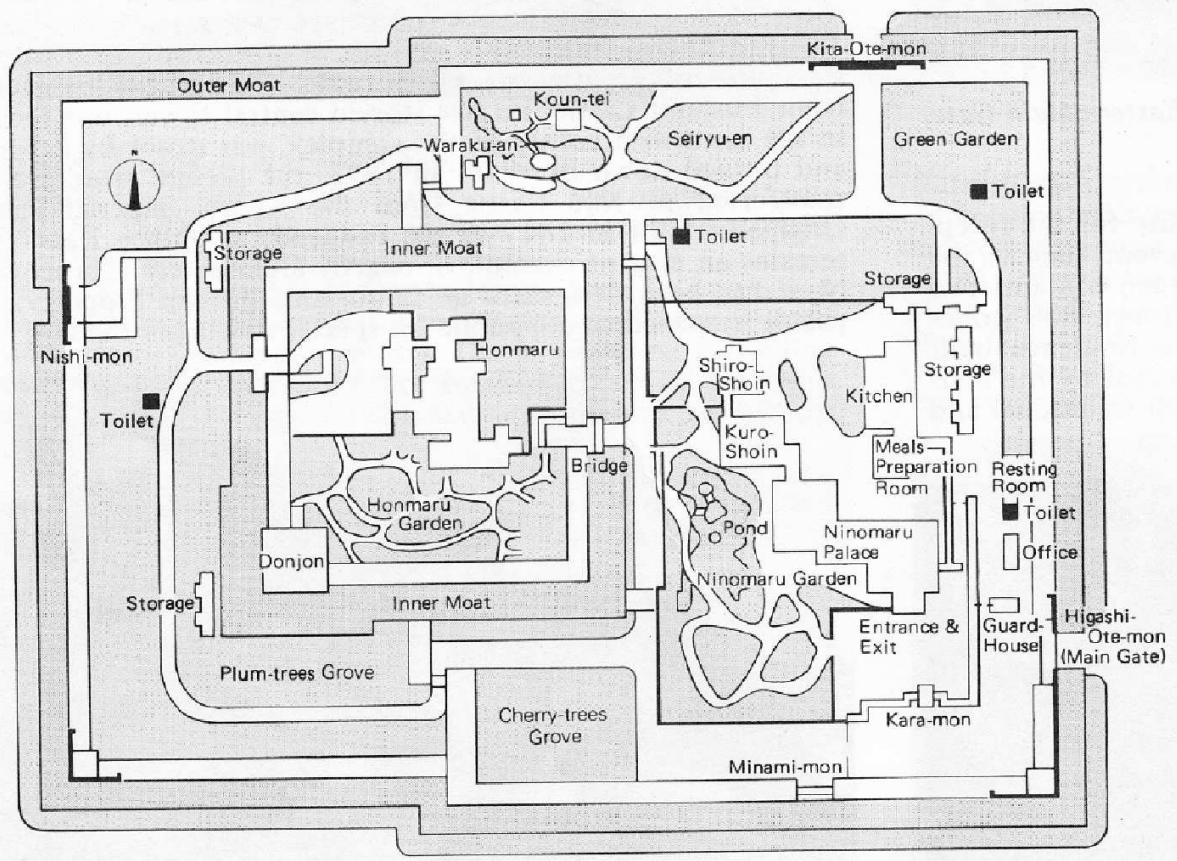 Kita-Ote-mon
Outer Moat
Koun-tei
Seiryu-en
Green Garden
Waraku-an
N
Toilet
Toilet
Storage
Inner Moat
Storage
Nishi-mon
Honmaru
Shiro-
Shoin
Storage
Kitchen
Toilet
Kuro-
Shoin
Bridge
Meals
Preparation
Room
Resting
Room
Honmaru
Garden
Pond
Toilet
Ninomaru
Palace
Office
Donjon
Ninomaru Garden
Storage
Inner Moat
Entrance &
Exit
Guard-
House
Higashi-
Ote-mon
(Main Gate)
Plum-trees Grove
Cherry-trees
Grove
Kara-mon
Minami-mon